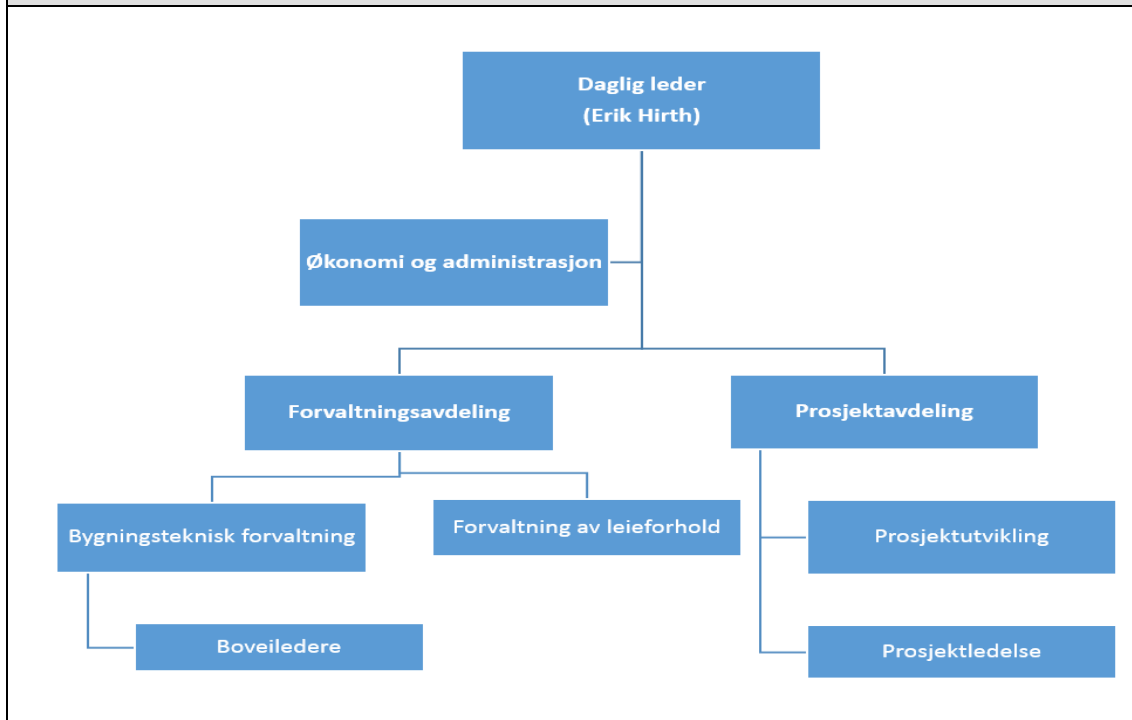 Daglig leder
(Erik Hirth)
Økonomi og administrasjon
Forvaltningsavdeling
Prosjektavdeling
Bygningsteknisk forvaltning
Forvaltning av leieforhold
Prosjektutvikling
Boveiledere
Prosjektledelse